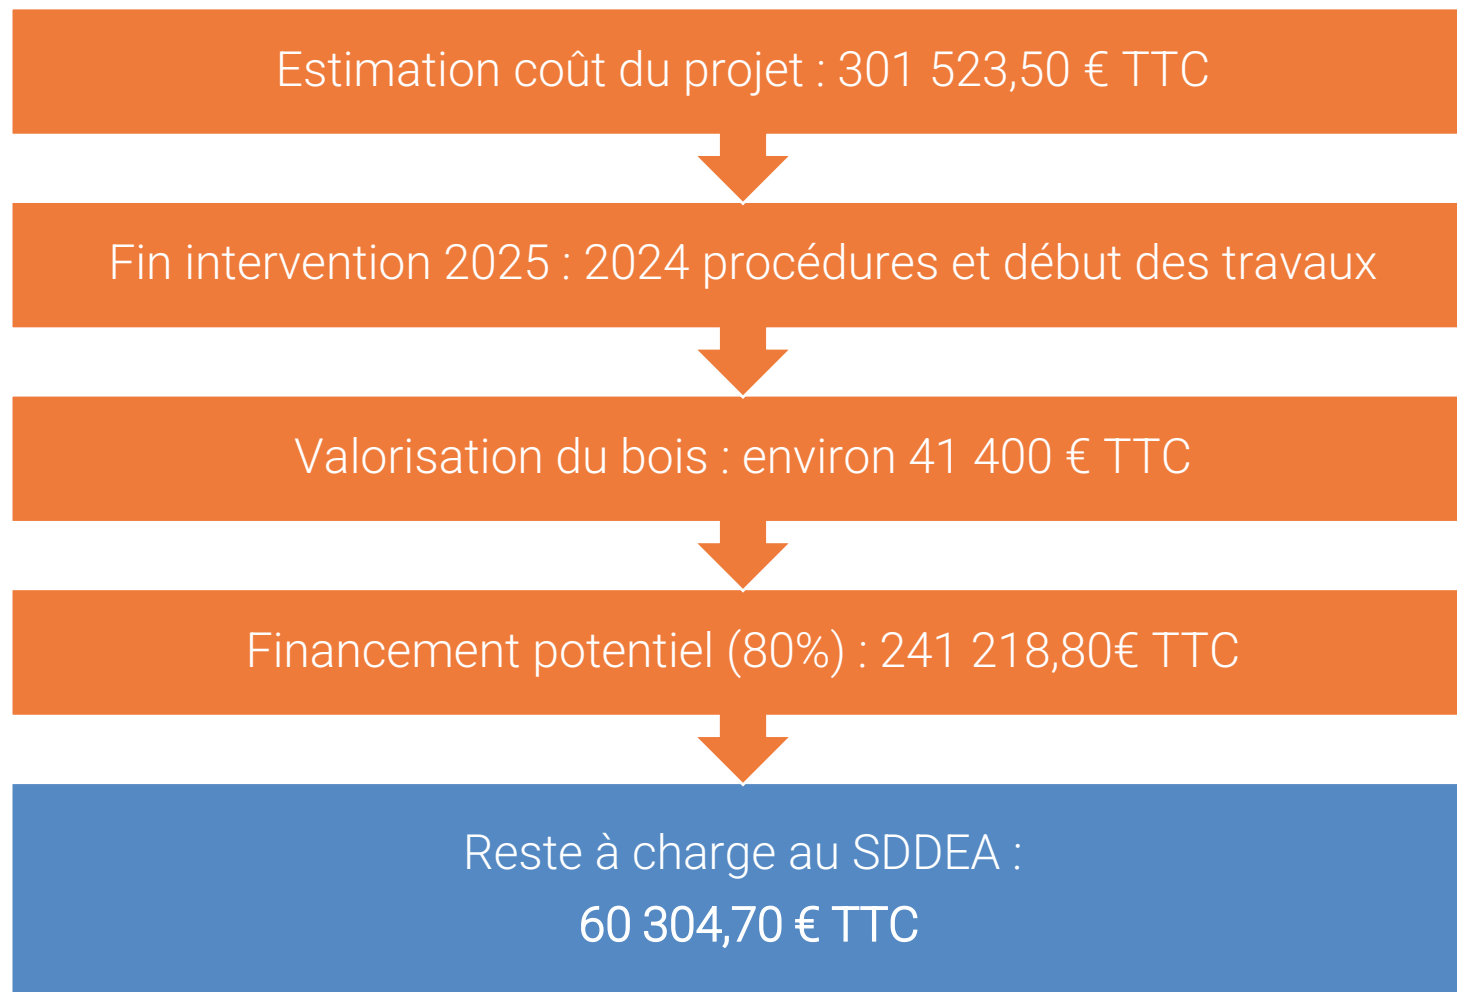 Estimation coût du projet : 301 523,50 € TTC
Fin intervention 2025 : 2024 procédures et début des travaux
Valorisation du bois : environ 41 400 € TTC
Financement potentiel (80%) : 241 218,80€ TTC
Reste à charge au SDDEA :
60 304,70 € TTC